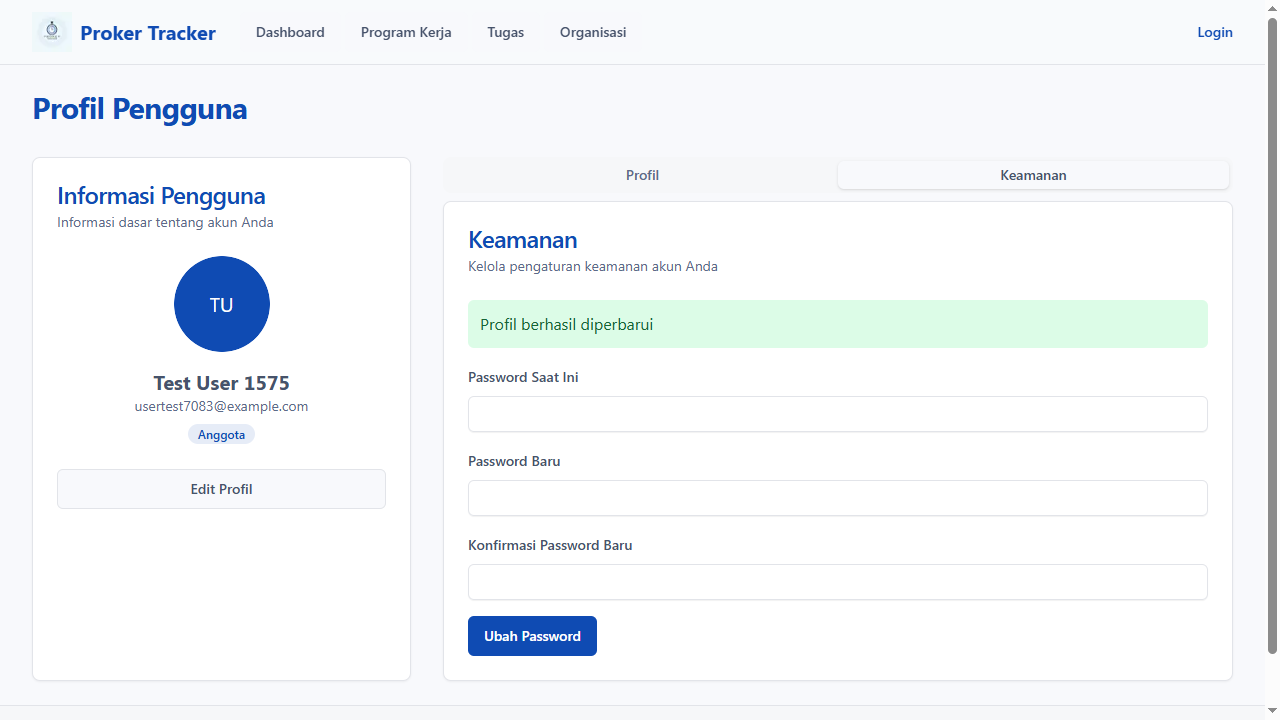 Proker Tracker
Dashboard
Program Kerja
Tugas
Organisasi
Login
Profil Pengguna
Informasi Pengguna
Informasi dasar tentang akun Anda
TU
Test User 1575
usertest7083@example.com
Anggota
Edit Profil
Profil
Keamanan
Keamanan
Kelola pengaturan keamanan akun Anda
Profil berhasil diperbarui
Password Saat Ini
Password Baru
Konfirmasi Password Baru
Ubah Password